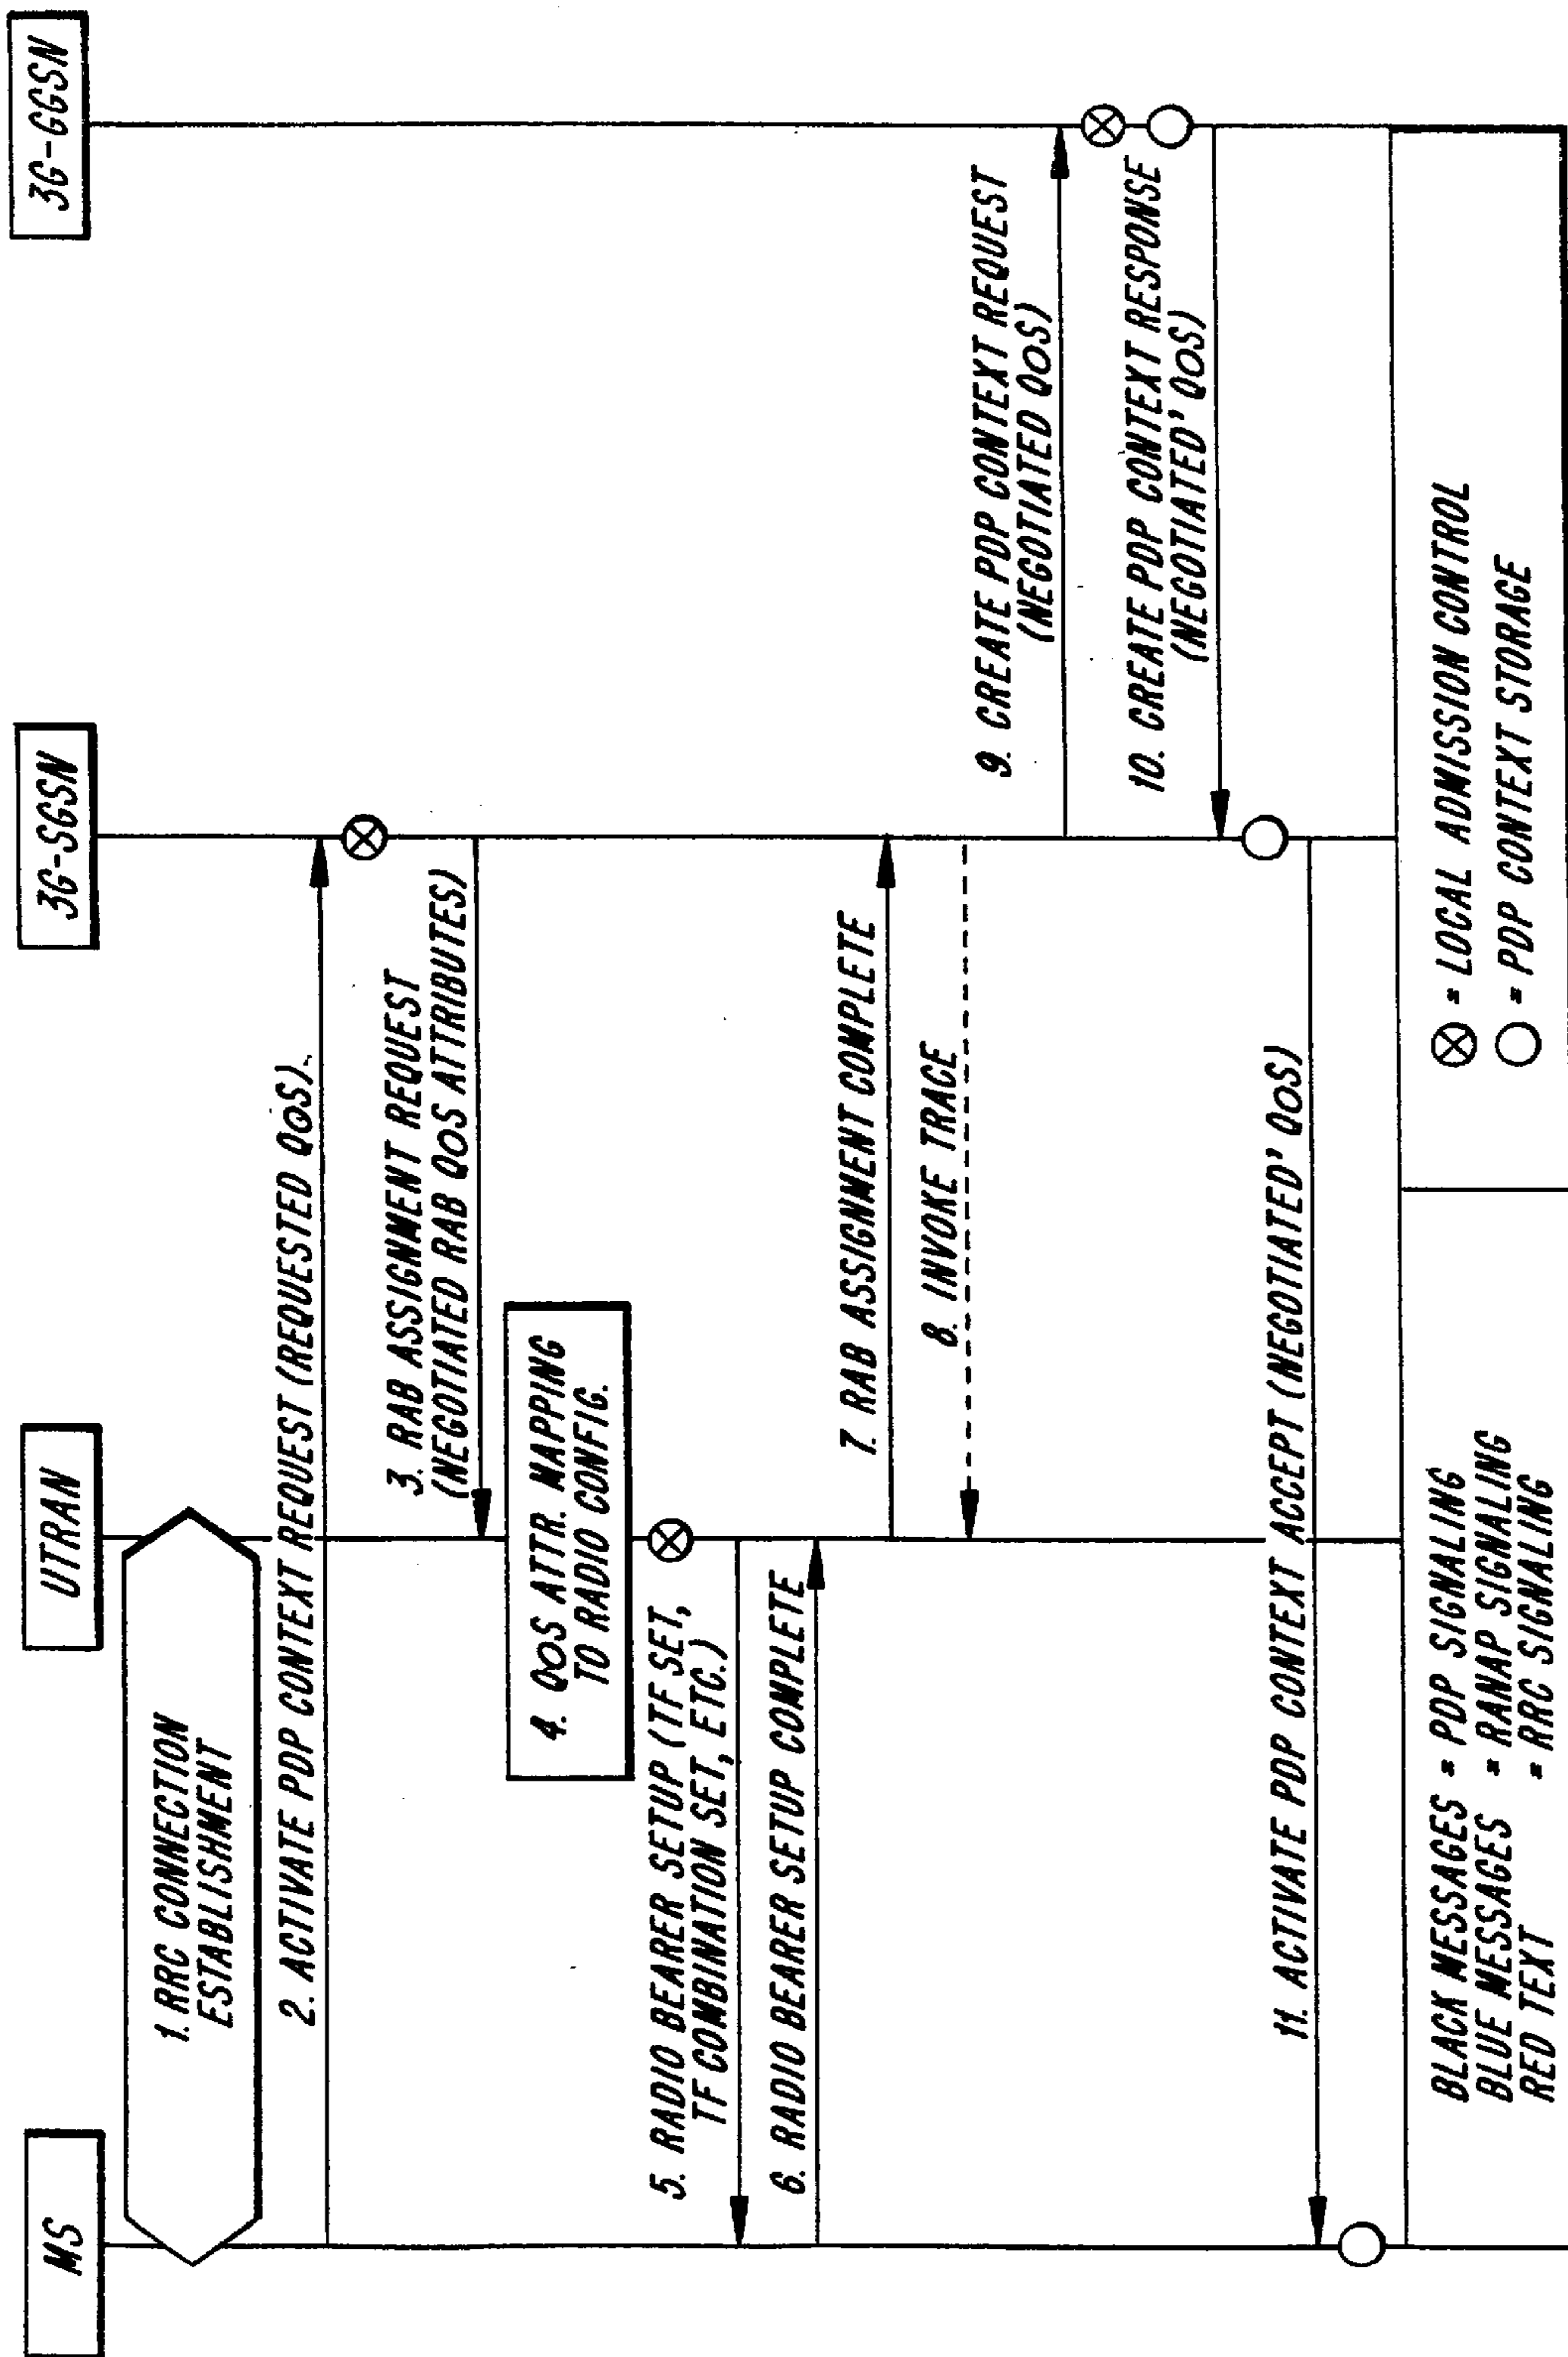 MS
UTRAN
3G-SGSN
3G-GGSN
1. RRC CONNECTION
ESTABLISHMENT
2. ACTIVATE PDP CONTEXT REQUEST (REQUESTED QOS)
3. RAB ASSIGNMENT REQUEST
(NEGOTIATED RAB QOS ATTRIBUTES)
4. QOS ATTR. MAPPING
TO RADIO CONFIG.
5. RADIO BEARER SETUP (TF SET,
TF COMBINATION SET, ETC.)
6. RADIO BEARER SETUP COMPLETE
7. RAB ASSIGNMENT COMPLETE
8. INVOKE TRACE
9. CREATE PDP CONTEXT REQUEST
(NEGOTIATED QOS)
10. CREATE PDP CONTEXT RESPONSE
(NEGOTIATED' QOS)
11. ACTIVATE PDP CONTEXT ACCEPT (NEGOTIATED' QOS)
BLACK MESSAGES = PDP SIGNALING
BLUE MESSAGES = RANAP SIGNALING
RED TEXT = RRC SIGNALING
= LOCAL ADMISSION CONTROL
= PDP CONTEXT STORAGE